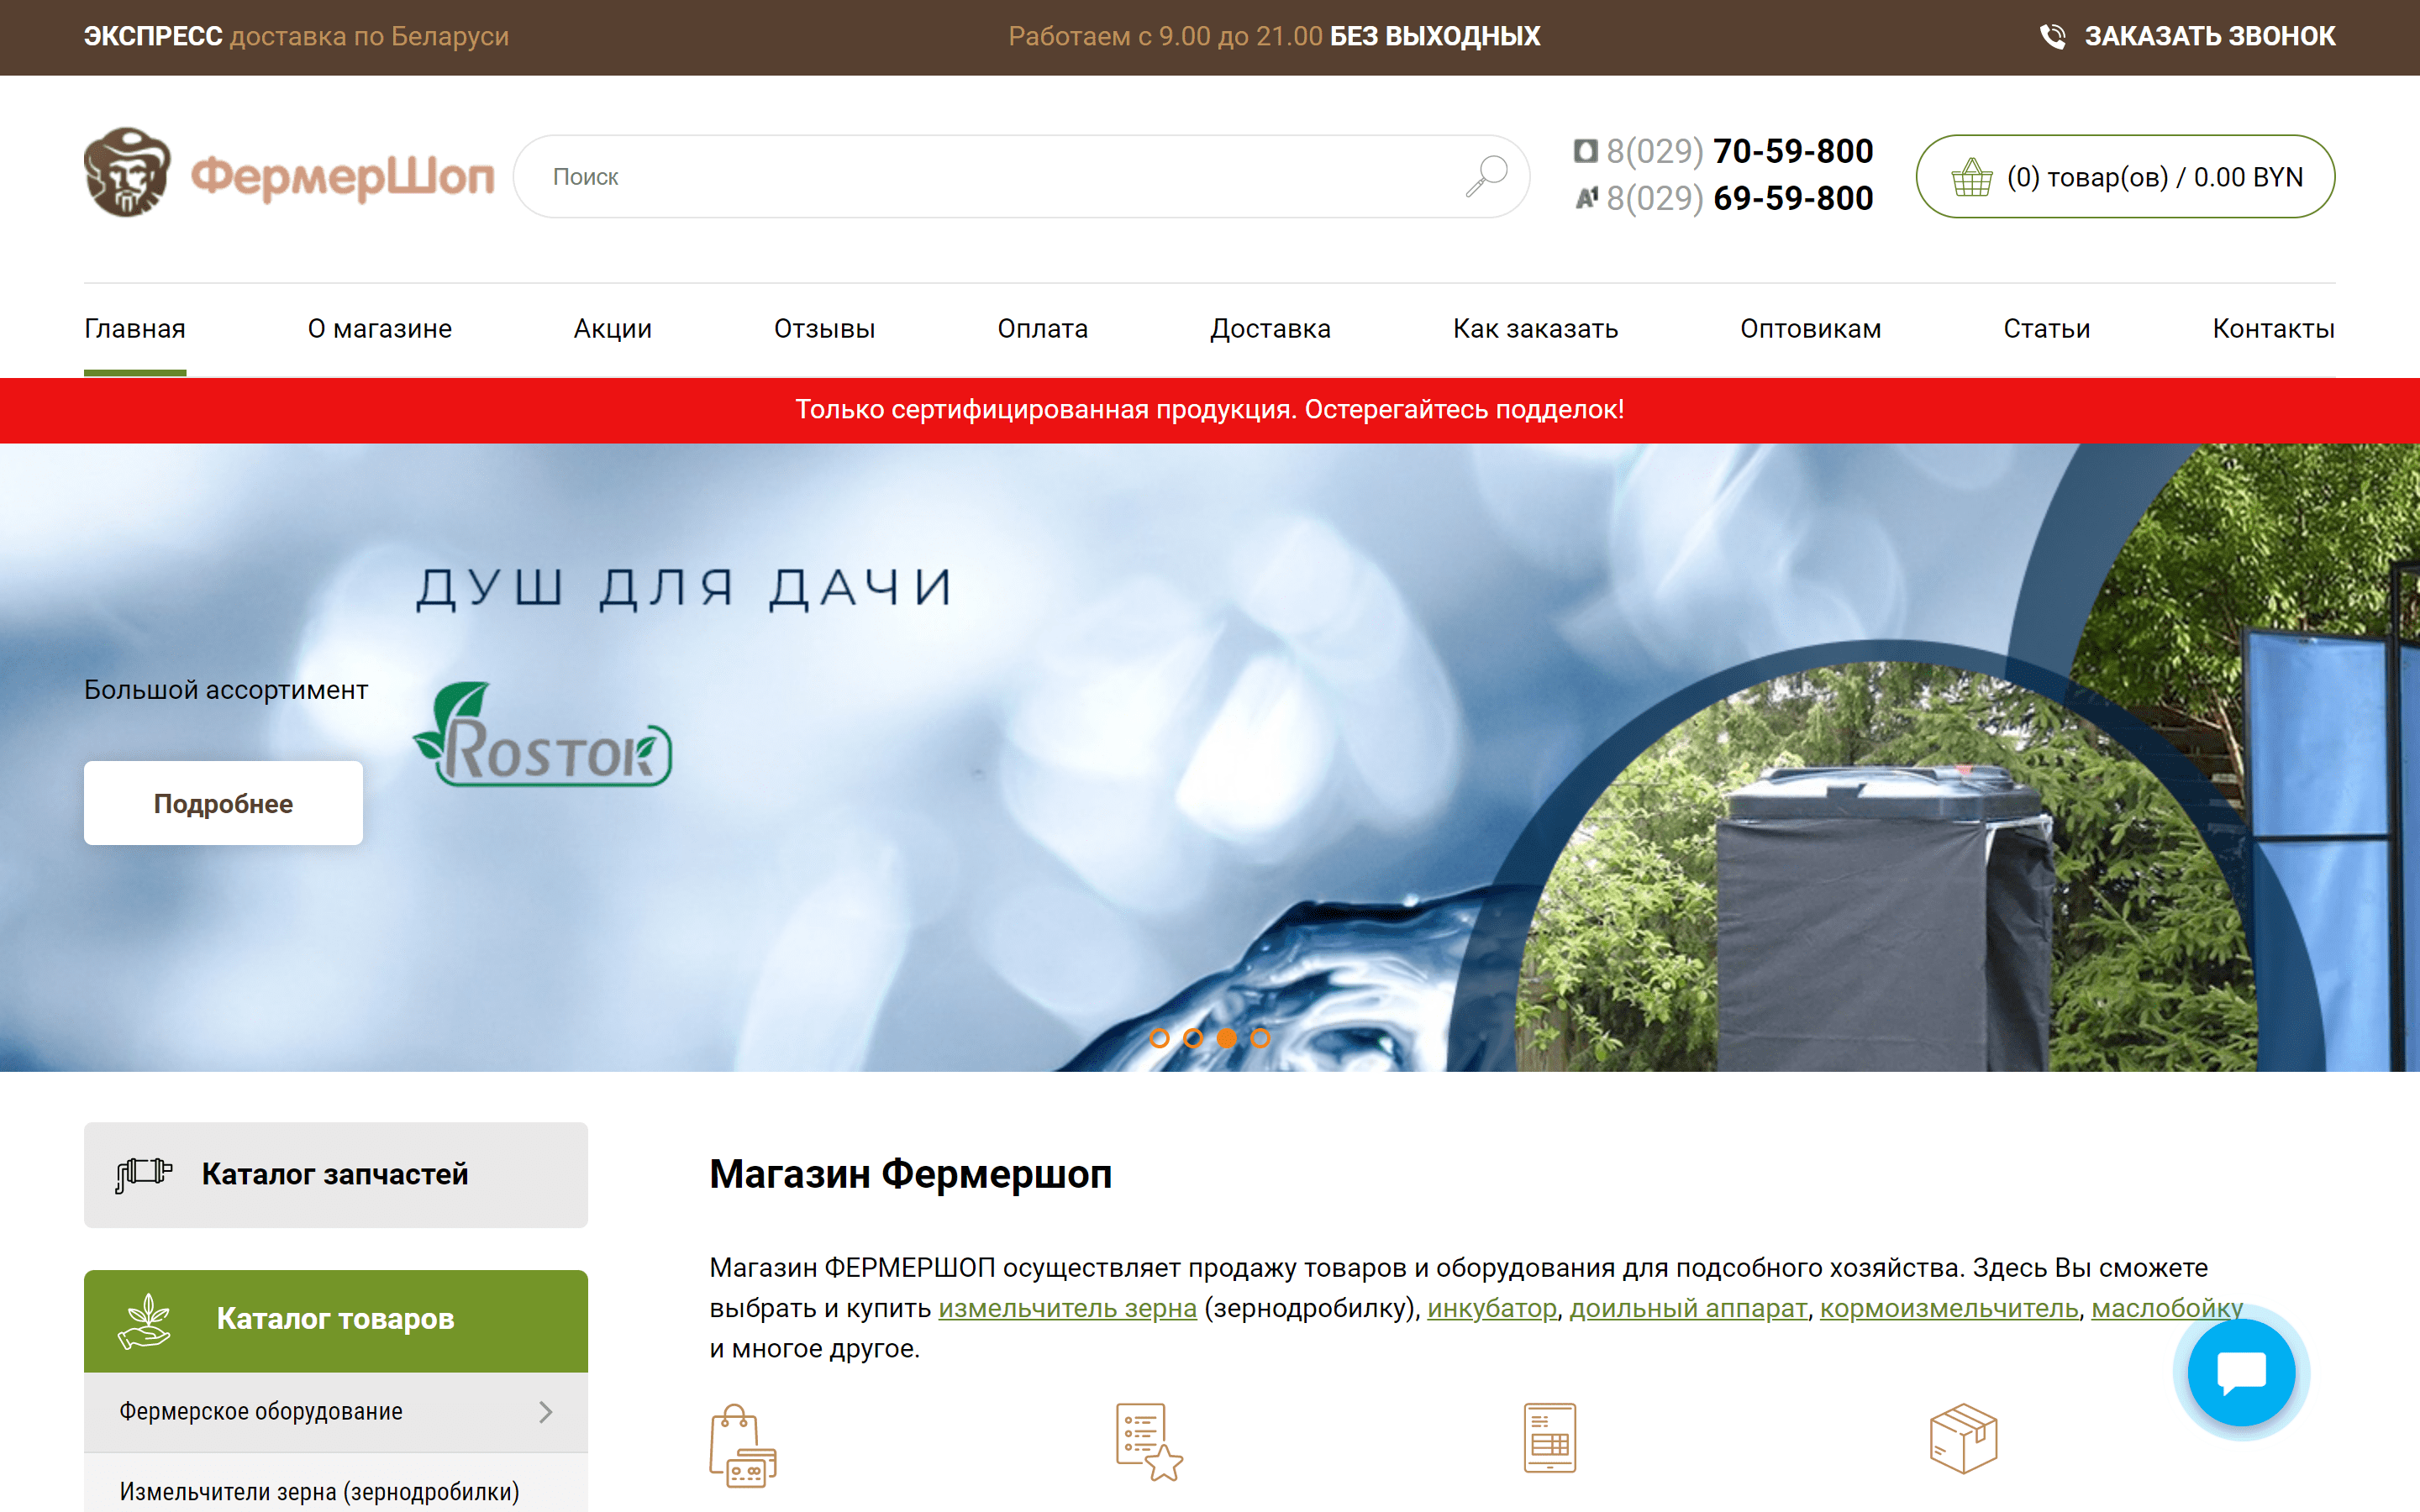 ЭКСПРЕСС доставка по Беларуси
Работаем с 9.00 до 21.00 БЕЗ ВЫХОДНЫХ
ЗАКАЗАТЬ ЗВОНОК
ФермерШоп
Поиск
8(029) 70-59-800
A1 8(029) 69-59-800
(0) товар(ов) / 0.00 BYN
Главная
О магазине
Акции
Отзывы
Оплата
Доставка
Как заказать
Оптовикам
Статьи
Контакты
Только сертифицированная продукция. Остерегайтесь подделок!
ДУШ ДЛЯ ДАЧИ
Большой ассортимент
Rostok
Подробнее
Каталог запчастей
Каталог товаров
Фермерское оборудование
Измельчители зерна (зернодробилки)
Магазин Фермершоп
Магазин ФЕРМЕРШОП осуществляет продажу товаров и оборудования для подсобного хозяйства. Здесь Вы сможете
выбрать и купить измельчитель зерна (зернодробилку), инкубатор, доильный аппарат, кормоизмельчитель, маслобойку
и многое другое.